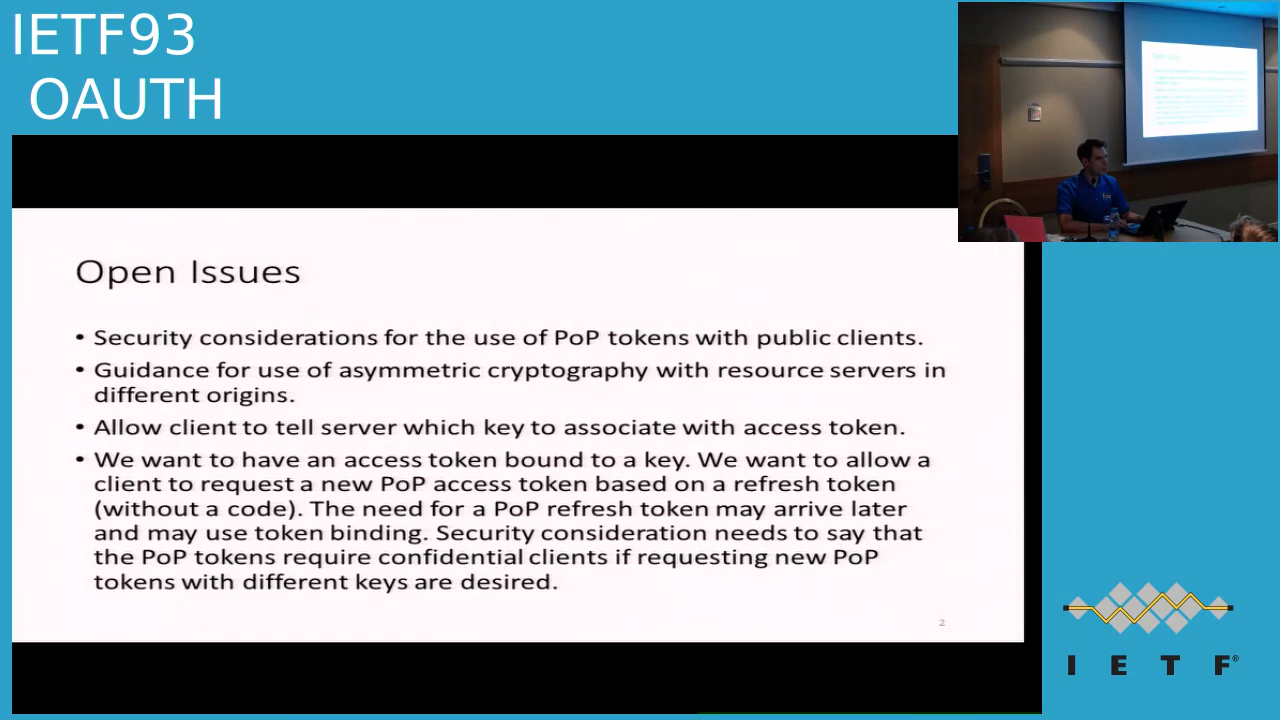 IETF93
OAUTH
Open Issues
• Security considerations for the use of PoP tokens with public clients.
• Guidance for use of asymmetric cryptography with resource servers in
different origins.
• Allow client to tell server which key to associate with access token.
• We want to have an access token bound to a key. We want to allow a
client to request a new PoP access token based on a refresh token
(without a code). The need for a PoP refresh token may arrive later
and may use token binding. Security consideration needs to say that
the PoP tokens require confidential clients if requesting new PoP
tokens with different keys are desired.
2
I E T F®